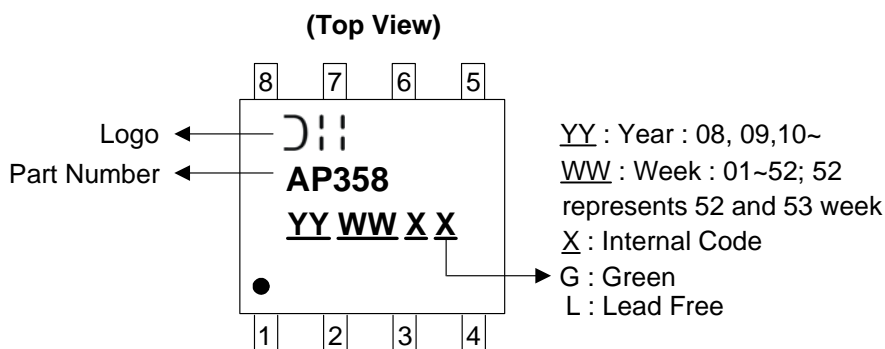 (Top View)
8 7 6 5
Logo
Part Number
AP358
YY WW X X
1 2 3 4
YY : Year : 08, 09,10~
WW : Week : 01~52; 52
represents 52 and 53 week
X : Internal Code
G : Green
L : Lead Free